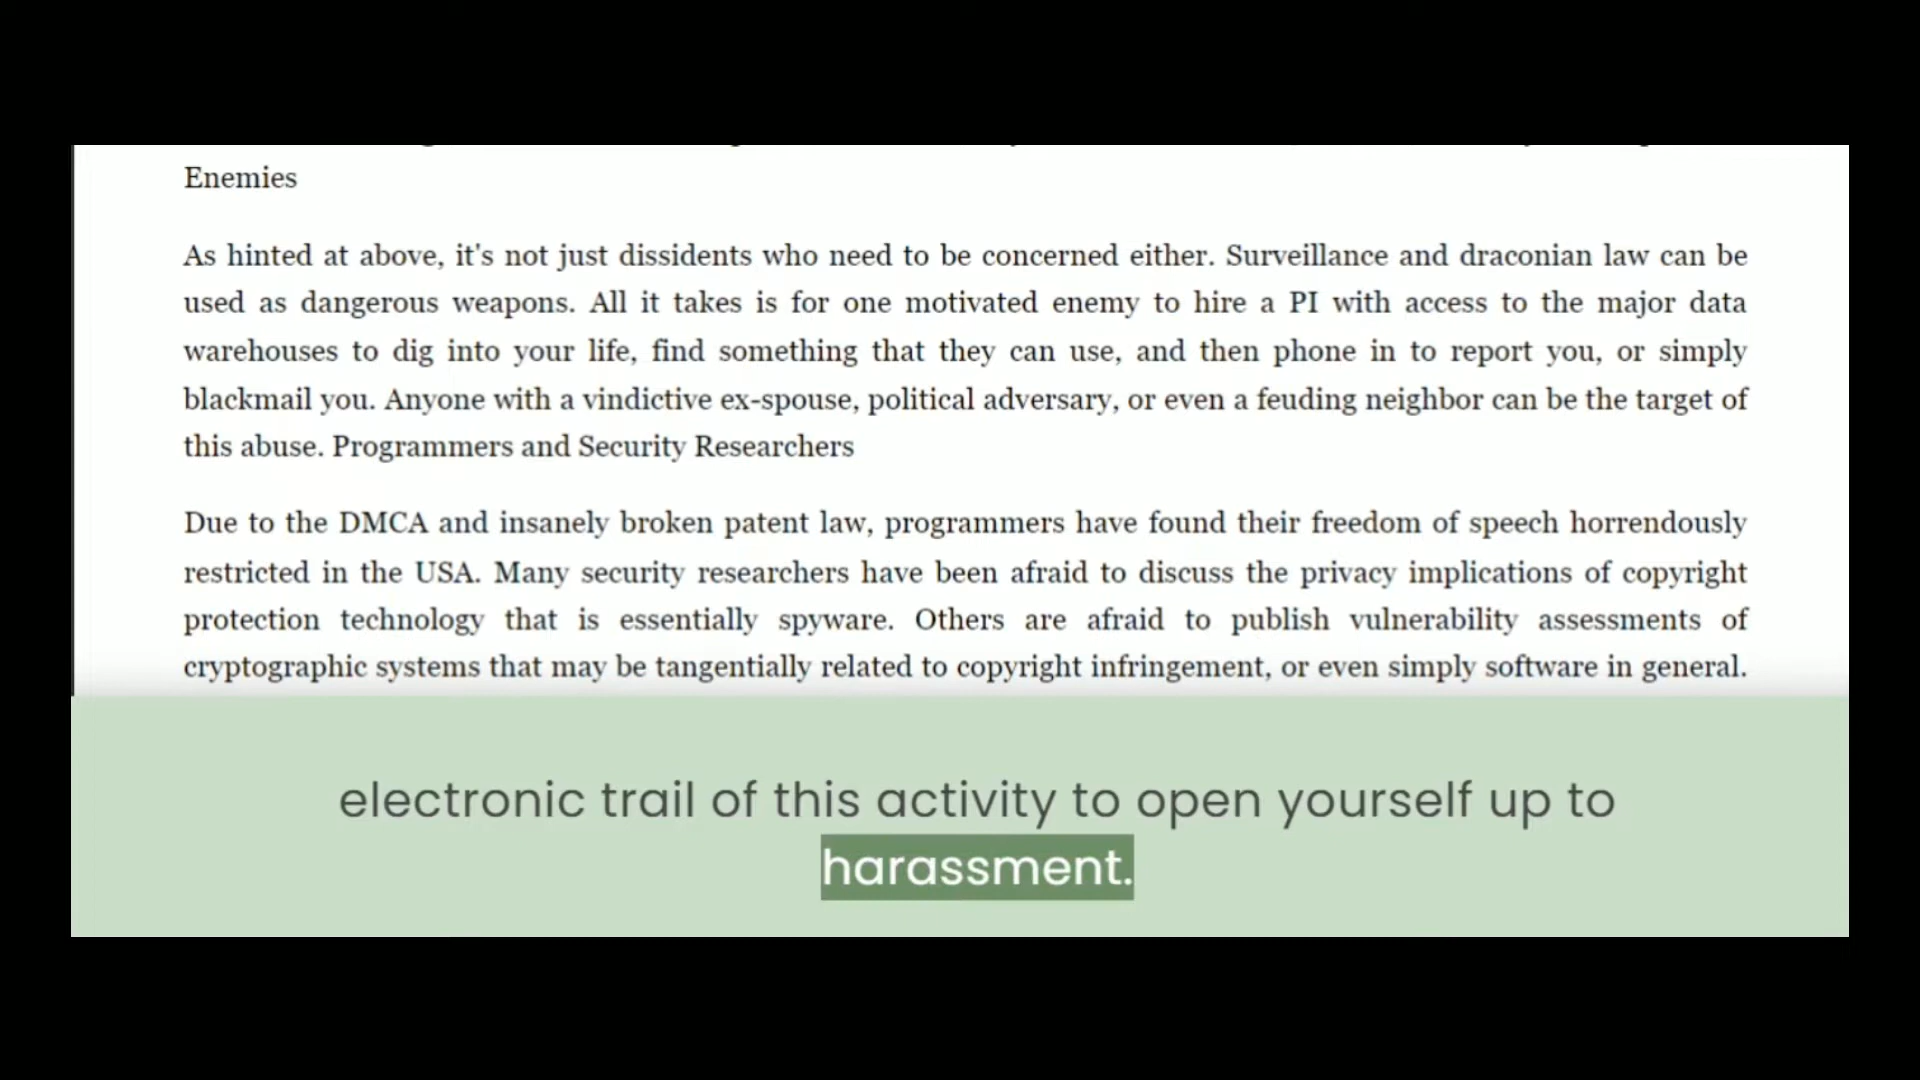 Enemies
As hinted at above, it's not just dissidents who need to be concerned either. Surveillance and draconian law can be
used as dangerous weapons. All it takes is for one motivated enemy to hire a PI with access to the major data
warehouses to dig into your life, find something that they can use, and then phone in to report you, or simply
blackmail you. Anyone with a vindictive ex-spouse, political adversary, or even a feuding neighbor can be the target of
this abuse. Programmers and Security Researchers
Due to the DMCA and insanely broken patent law, programmers have found their freedom of speech horrendously
restricted in the USA. Many security researchers have been afraid to discuss the privacy implications of copyright
protection technology that is essentially spyware. Others are afraid to publish vulnerability assessments of
cryptographic systems that may be tangentially related to copyright infringement, or even simply software in general.
electronic trail of this activity to open yourself up to
harassment.